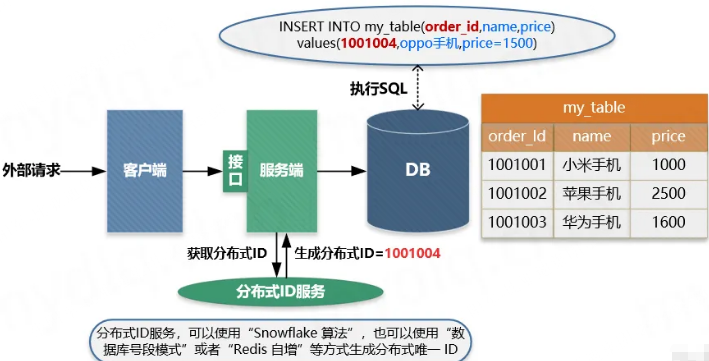 INSERT INTO my_table(order_id,name,price)
values(1001004,oppo手机,price=1500)
执行SQL
外部请求
客户端
接口
服务端
DB
my_table
order_Id name price
1001001 小米手机 1000
1001002 苹果手机 2500
1001003 华为手机 1600
获取分布式ID
生成分布式ID=1001004
分布式ID服务
分布式ID服务，可以使用“Snowflake 算法”，也可以使用“数
据库号段模式”或者“Redis 自增”等方式生成分布式唯一 ID